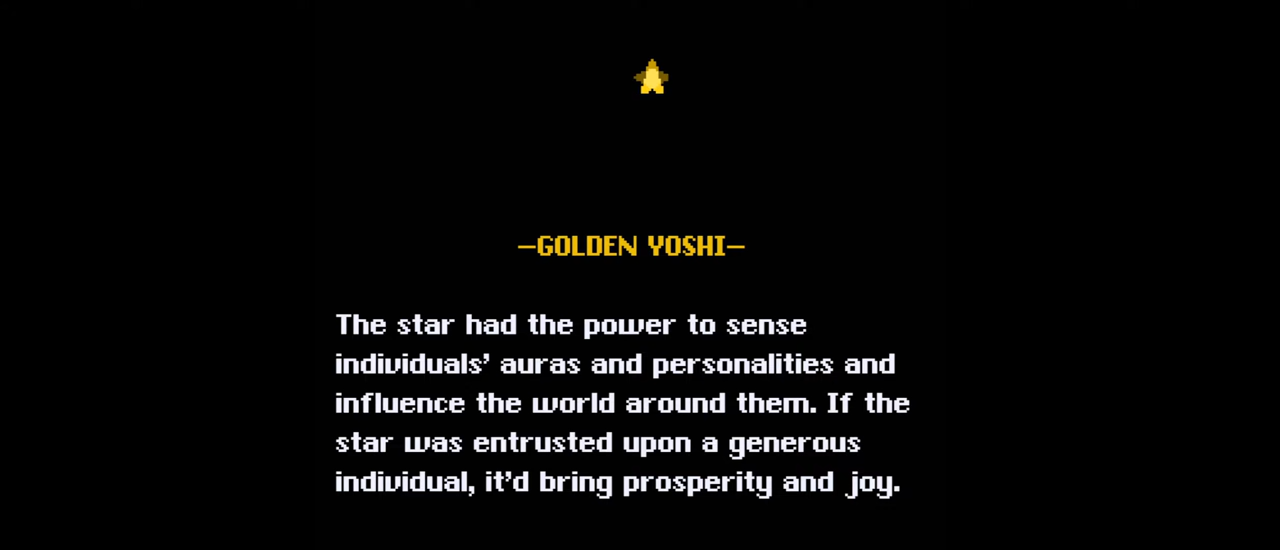 —GOLDEN YOSHI—
The star had the power to sense
individuals’ auras and personalities and
influence the world around them. If the
star was entrusted upon a generous
individual, it’d bring prosperity and joy.